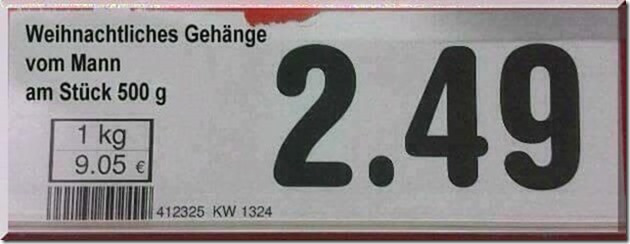 Weihnachtliches Gehänge
vom Mann
am Stück 500 g
2.49
1 kg
9.05 €
412325 KW 1324